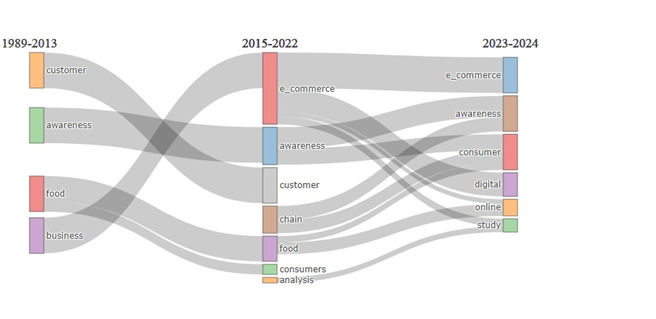 1989-2013 2015-2022 2023-2024
customer
awareness
food
business
e_commerce
awareness
customer
chain
food
consumers
analysis
e_commerce
awareness
consumer
digital
online
study